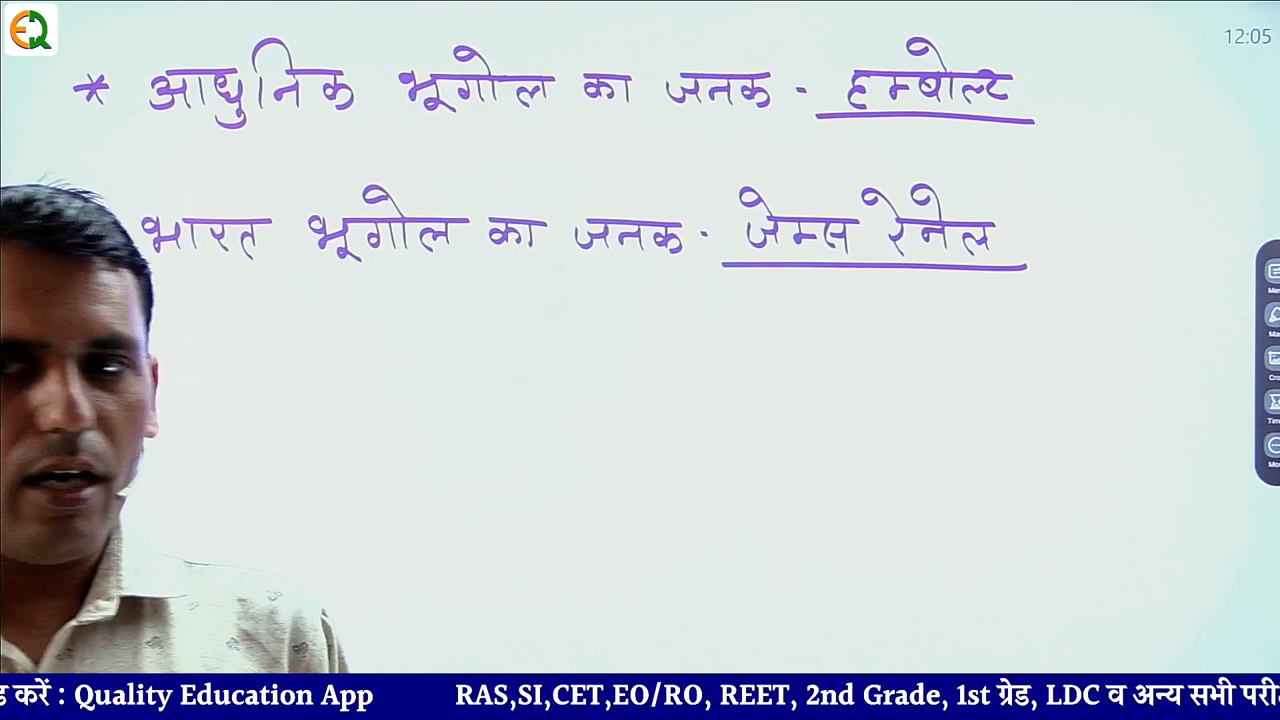 EQ
12:05
* आधुनिक भूगोल का जनक - हम्बोल्ट
भारत भूगोल का जनक - जेम्स रेनेल
करें : Quality Education App RAS,SI,CET,EO/RO, REET, 2nd Grade, 1st ग्रेड, LDC व अन्य सभी